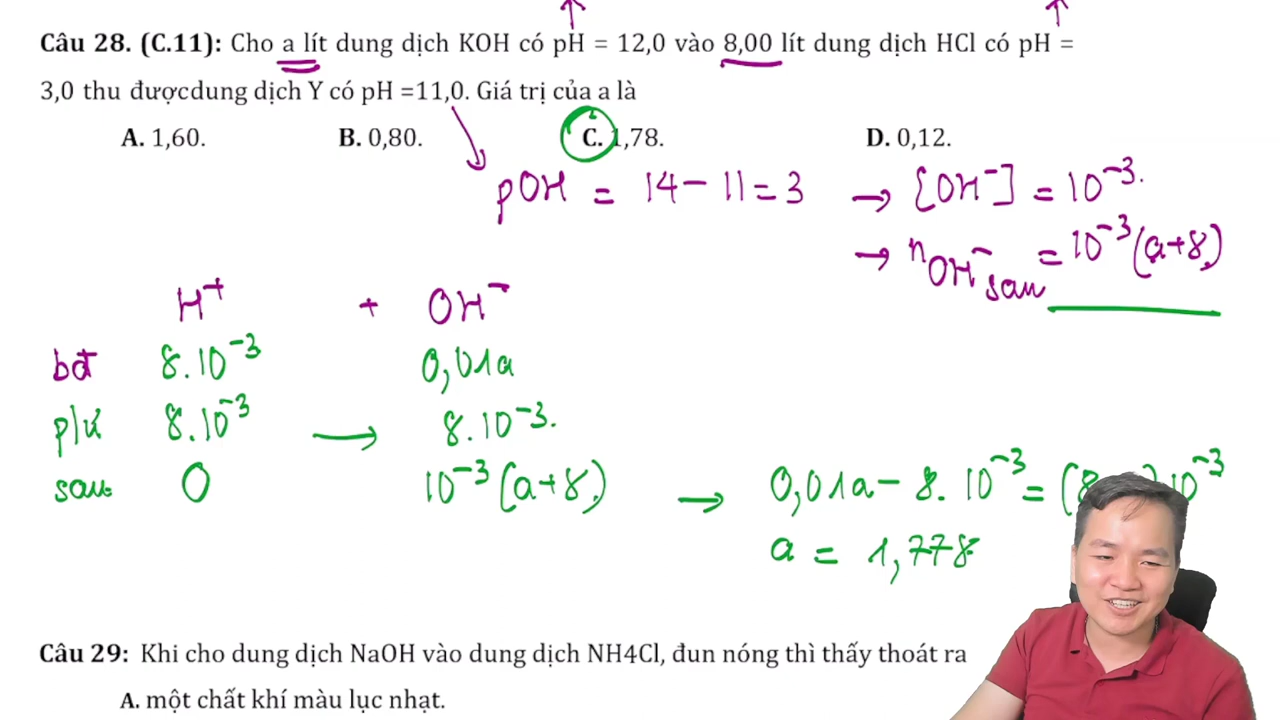 Câu 28. (C.11): Cho a lít dung dịch KOH có pH = 12,0 vào 8,00 lít dung dịch HCl có pH =
3,0 thu đượcdung dịch Y có pH =11,0. Giá trị của a là
A. 1,60. B. 0,80. C. 1,78. D. 0,12.
pOH = 14 - 11 = 3 → [OH⁻] = 10⁻³.
→ nOH⁻ sau = 10⁻³(a+8)
H⁺ + OH⁻
bđ 8.10⁻³ 0,01a
p/ứ 8.10⁻³ → 8.10⁻³.
sau 0 10⁻³(a+8) → 0,01a - 8.10⁻³ = (8 ) 10⁻³
a = 1,778
Câu 29: Khi cho dung dịch NaOH vào dung dịch NH4Cl, đun nóng thì thấy thoát ra
A. một chất khí màu lục nhạt.